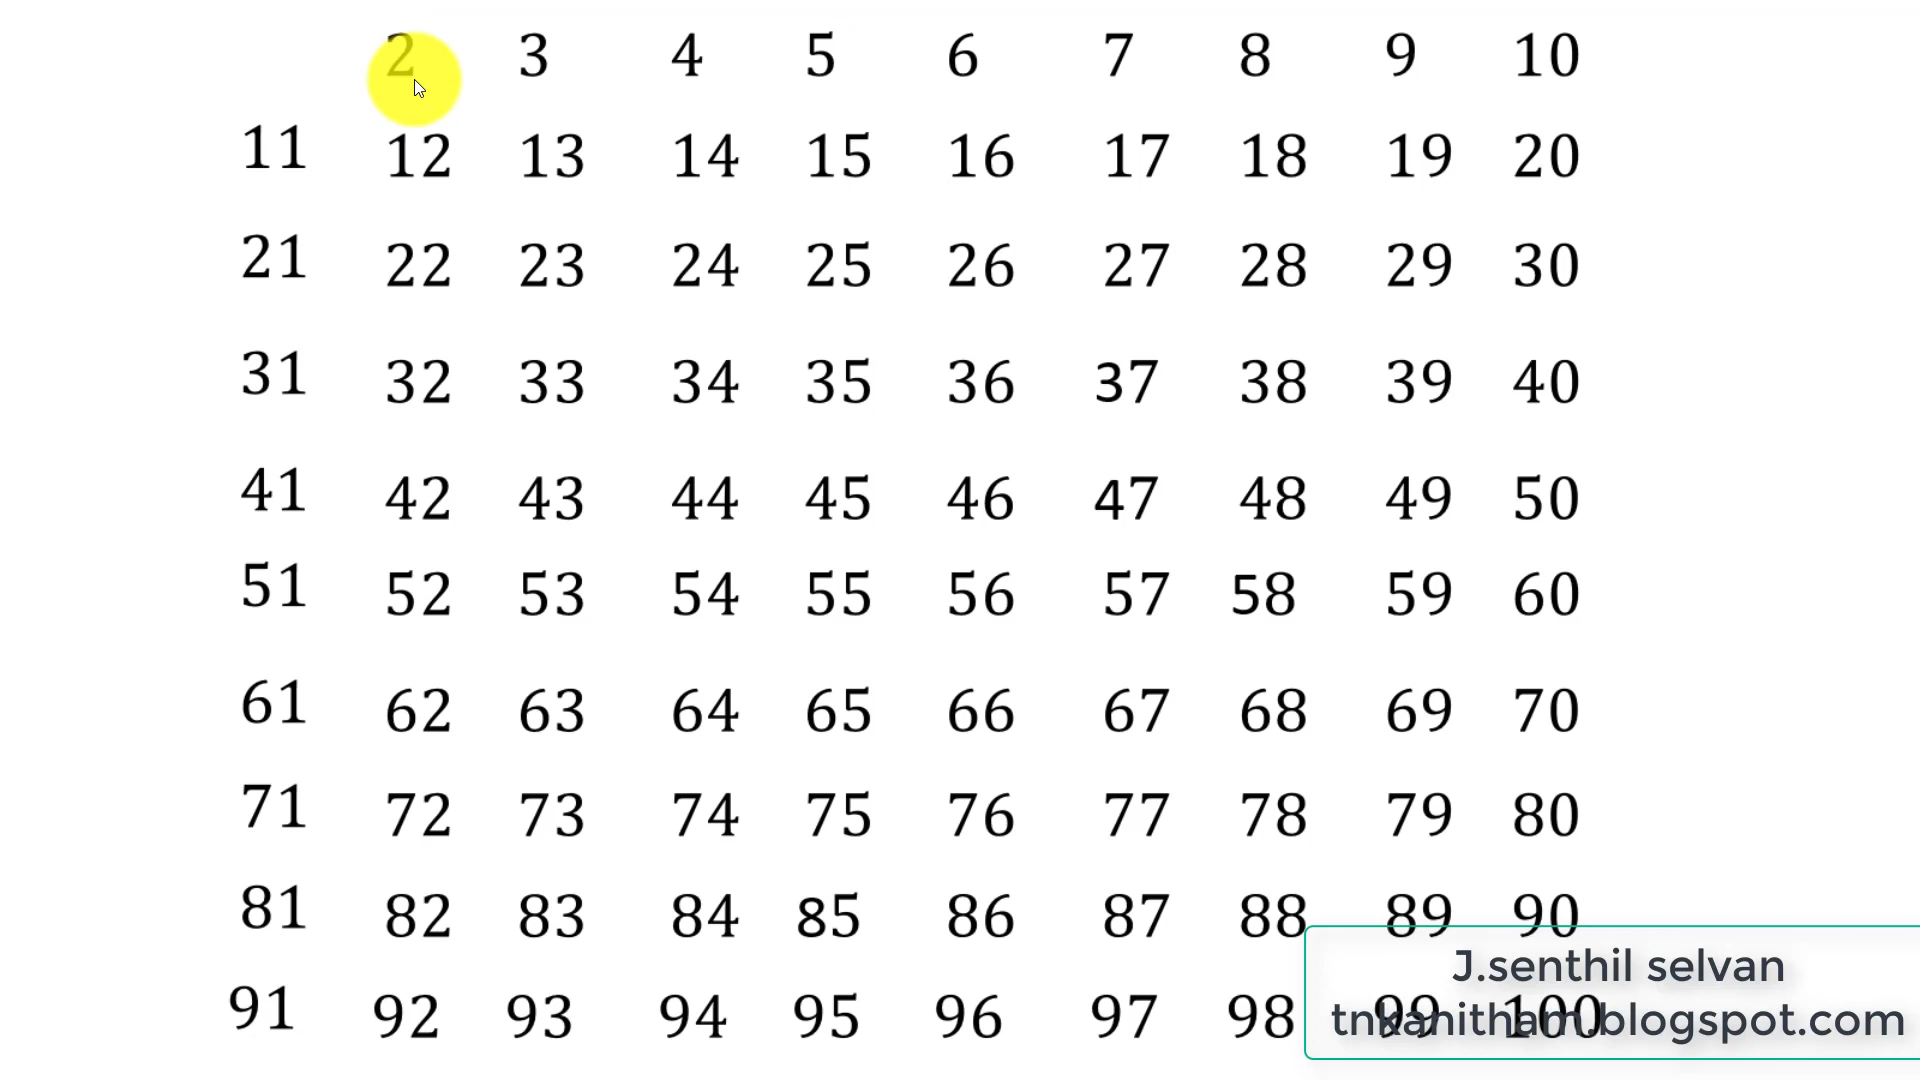 2 3 4 5 6 7 8 9 10
11 12 13 14 15 16 17 18 19 20
21 22 23 24 25 26 27 28 29 30
31 32 33 34 35 36 37 38 39 40
41 42 43 44 45 46 47 48 49 50
51 52 53 54 55 56 57 58 59 60
61 62 63 64 65 66 67 68 69 70
71 72 73 74 75 76 77 78 79 80
81 82 83 84 85 86 87 88 89 90
91 92 93 94 95 96 97 98 99 100
J.senthil selvan
tnkanitham.blogspot.com